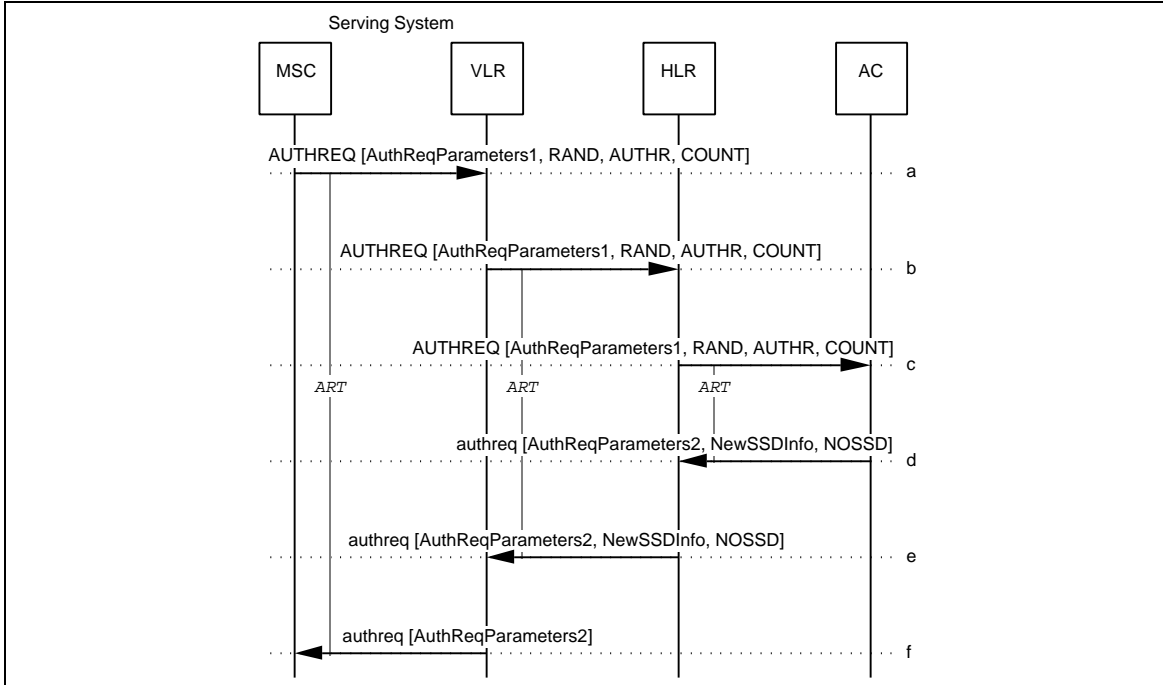 Serving System
MSC VLR HLR AC
AUTHREQ [AuthReqParameters1, RAND, AUTHR, COUNT]
a
AUTHREQ [AuthReqParameters1, RAND, AUTHR, COUNT]
b
AUTHREQ [AuthReqParameters1, RAND, AUTHR, COUNT]
c
ART ART ART
authreq [AuthReqParameters2, NewSSDInfo, NOSSD]
d
authreq [AuthReqParameters2, NewSSDInfo, NOSSD]
e
authreq [AuthReqParameters2]
f